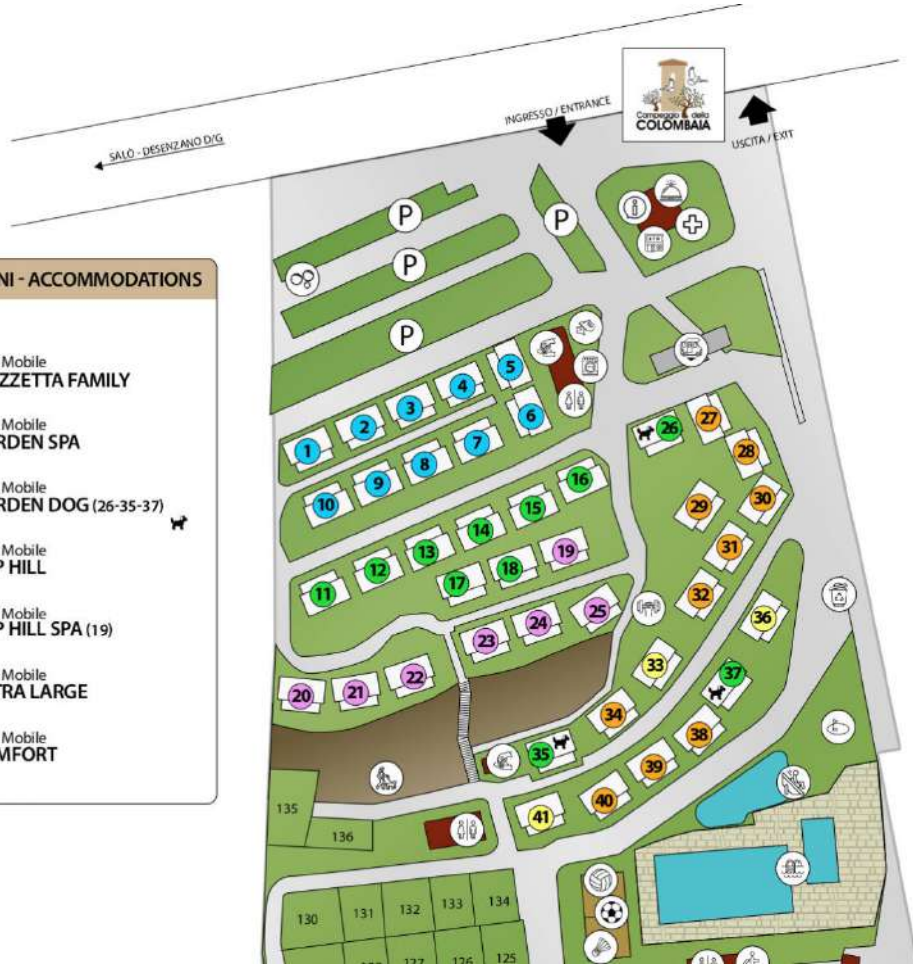 INGRESSO / ENTRANCE
Campeggio della
COLOMBAIA
USCITA / EXIT
SALÒ - DESENZANO D/G
P
P
P
P
NI - ACCOMMODATIONS
Mobile
ZZETTA FAMILY
Mobile
RDEN SPA
Mobile
RDEN DOG (26-35-37)
Mobile
P HILL
Mobile
P HILL SPA (19)
Mobile
TRA LARGE
Mobile
MFORT
1
2
3
4
5
6
7
8
9
10
11
12
13
14
15
16
17
18
19
20
21
22
23
24
25
26
27
28
29
30
31
32
33
34
35
36
37
38
39
40
41
135
136
130
131
132
133
134
127
126
125